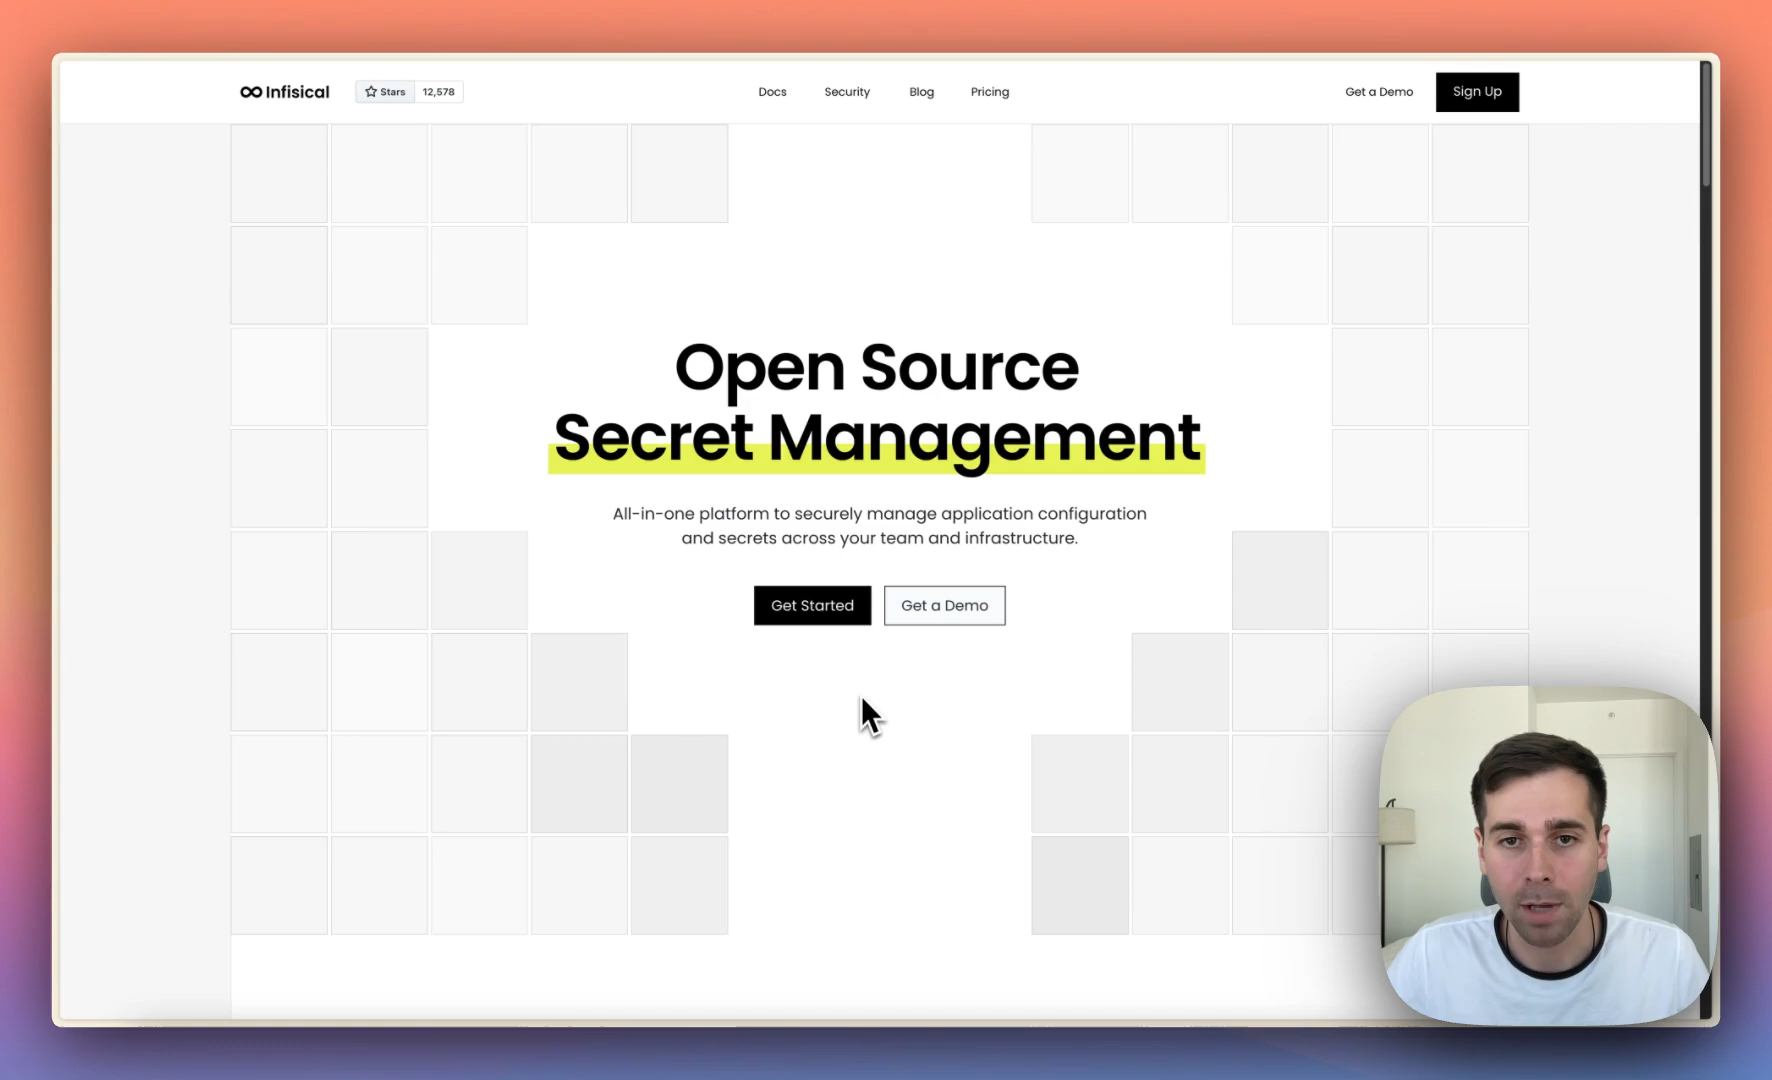 Infisical
Stars 12,578
Docs Security Blog Pricing
Get a Demo Sign Up
Open Source
Secret Management
All-in-one platform to securely manage application configuration
and secrets across your team and infrastructure.
Get Started Get a Demo